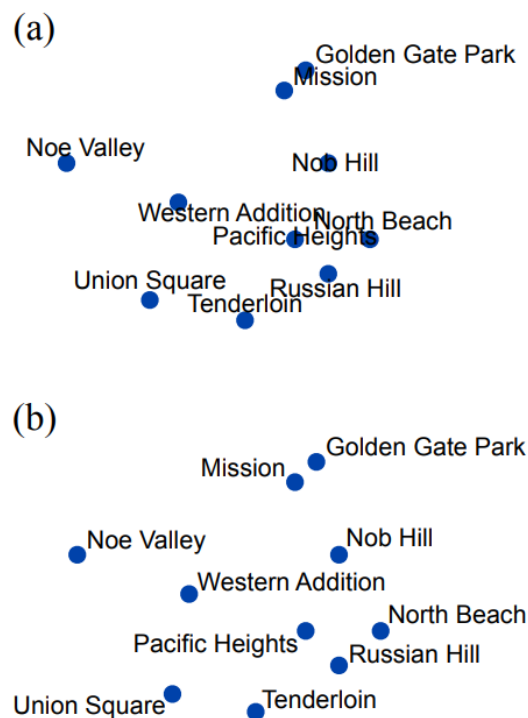 (a)
Golden Gate Park
Mission
Noe Valley
Nob Hill
Western Addition
North Beach
Pacific Heights
Union Square
Russian Hill
Tenderloin
(b)
Golden Gate Park
Mission
Noe Valley
Nob Hill
Western Addition
North Beach
Pacific Heights
Russian Hill
Union Square
Tenderloin